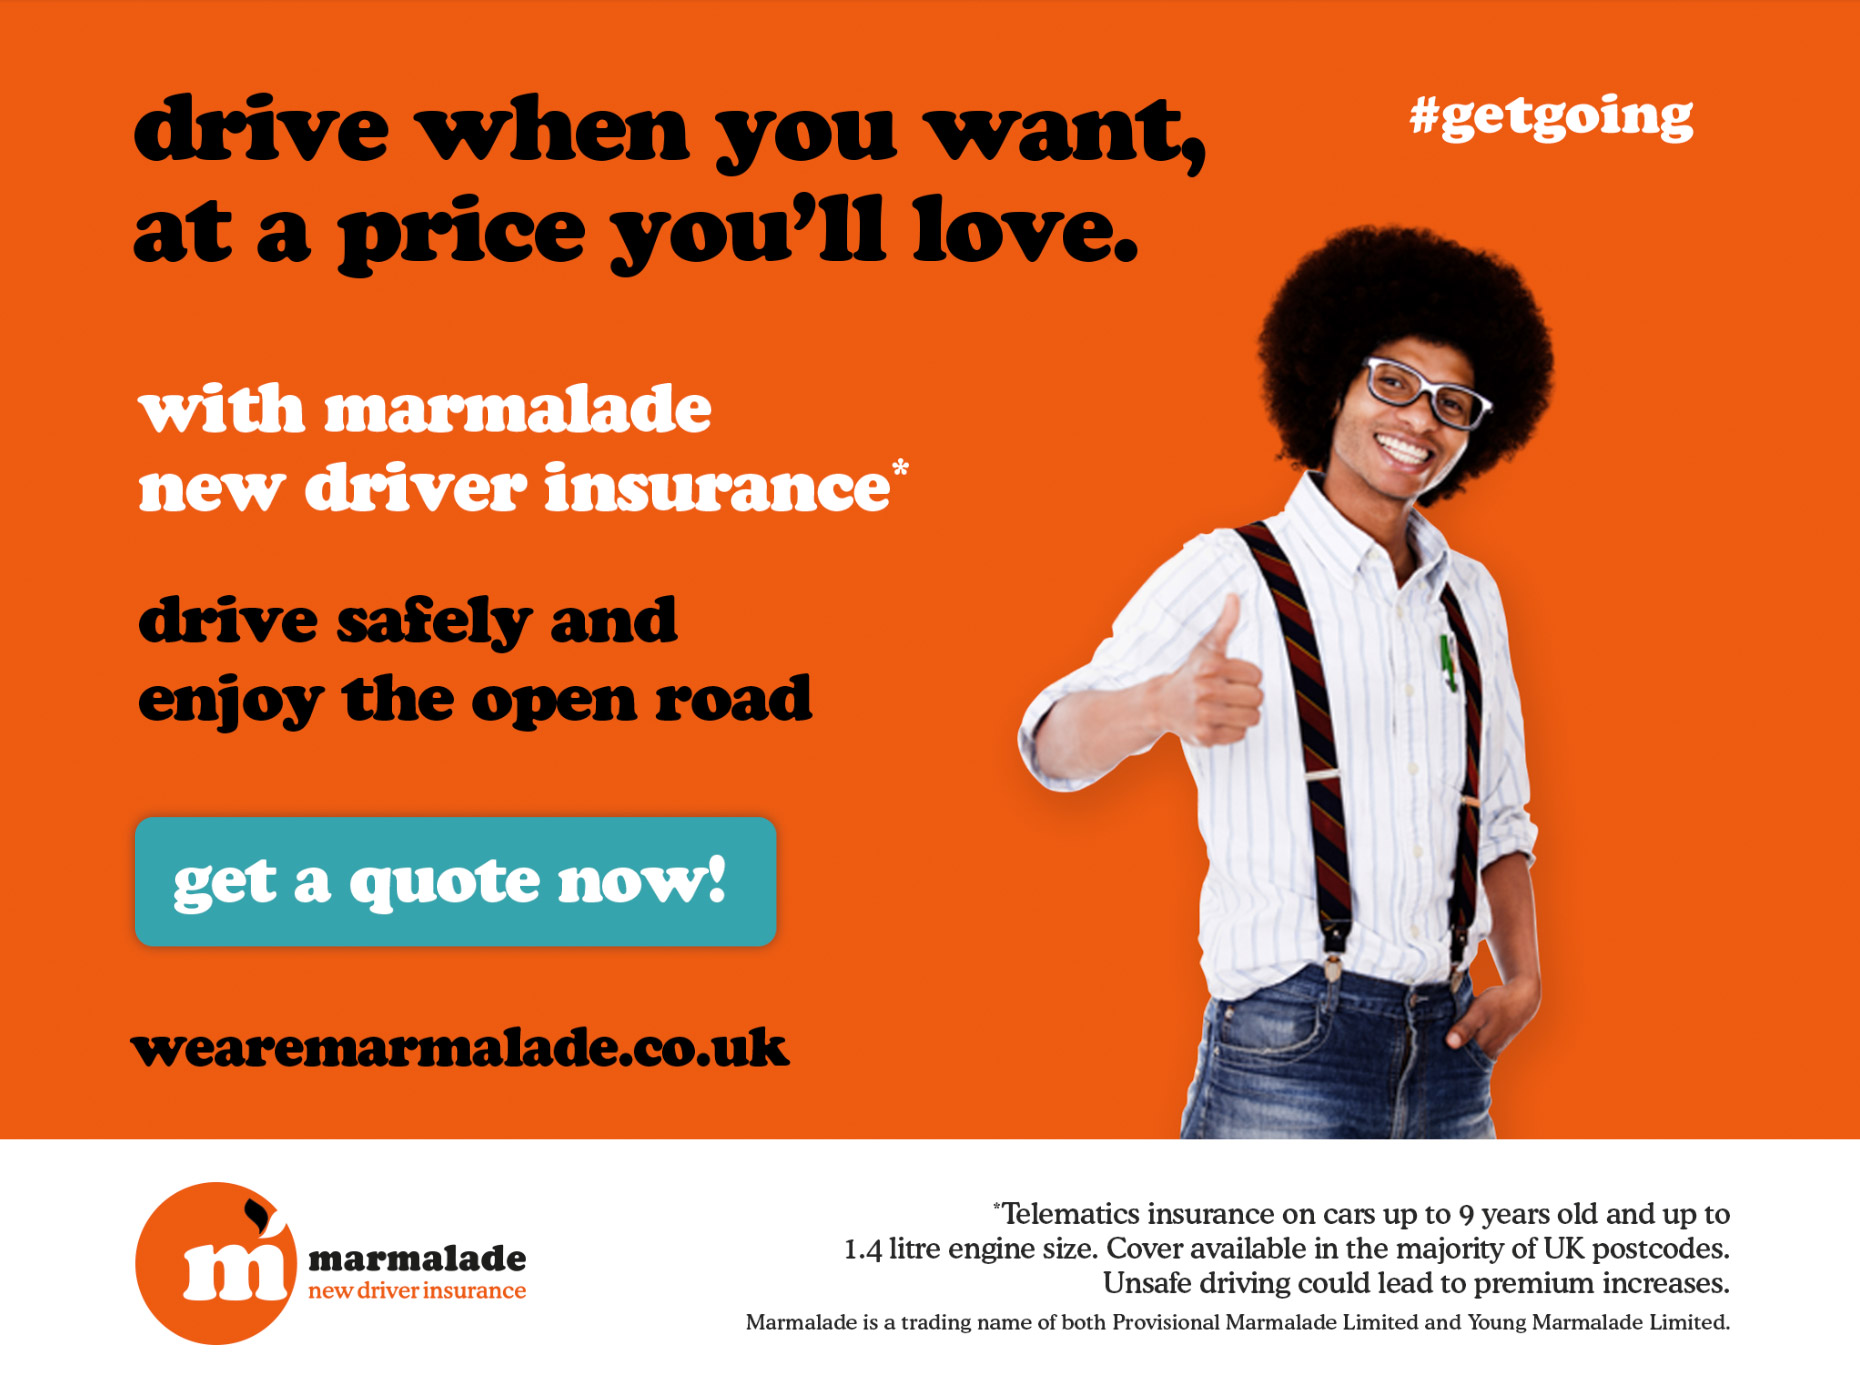 drive when you want,
at a price you’ll love.
#getgoing
with marmalade
new driver insurance*
drive safely and
enjoy the open road
get a quote now!
wearemarmalade.co.uk
m
marmalade
new driver insurance
*Telematics insurance on cars up to 9 years old and up to
1.4 litre engine size. Cover available in the majority of UK postcodes.
Unsafe driving could lead to premium increases.
Marmalade is a trading name of both Provisional Marmalade Limited and Young Marmalade Limited.